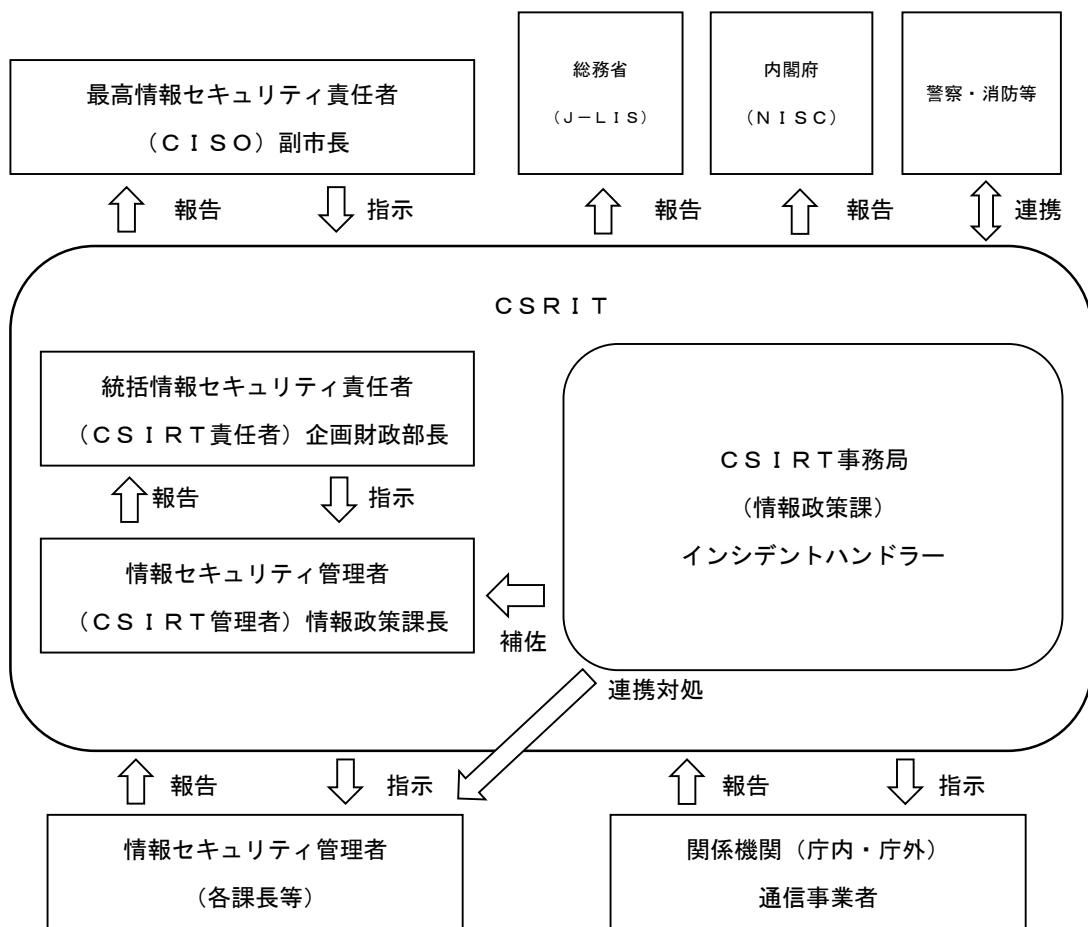 最高情報セキュリティ責任者
（ＣＩＳＯ）副市長
総務省
（Ｊ－ＬＩＳ）
内閣府
（ＮＩＳＣ）
警察・消防等
報告
指示
報告
報告
連携
ＣＳＲＩＴ
統括情報セキュリティ責任者
（ＣＳＩＲＴ責任者）企画財政部長
報告
指示
情報セキュリティ管理者
（ＣＳＩＲＴ管理者）情報政策課長
ＣＳＩＲＴ事務局
（情報政策課）
インシデントハンドラー
補佐
連携対処
報告
指示
報告
指示
情報セキュリティ管理者
（各課長等）
関係機関（庁内・庁外）
通信事業者